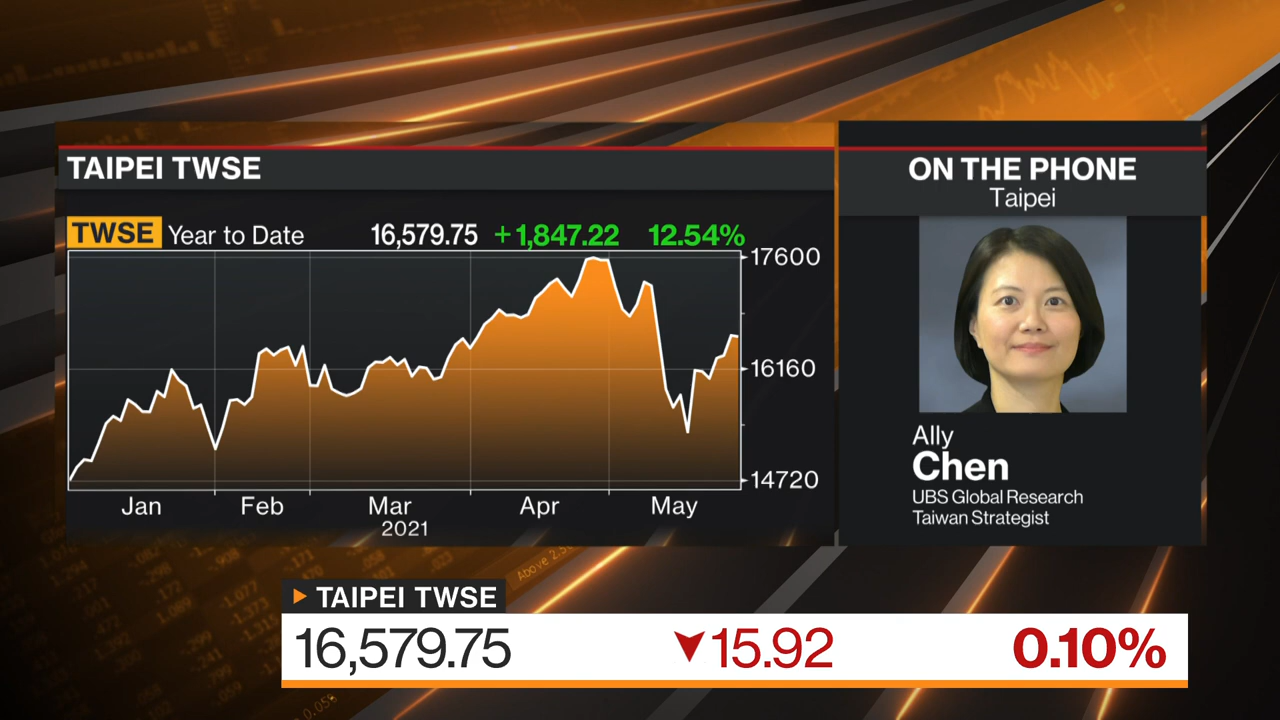 TAIPEI TWSE
TWSE Year to Date 16,579.75 +1,847.22 12.54%
17600
16160
14720
Jan Feb Mar Apr May
2021
ON THE PHONE
Taipei
Ally
Chen
UBS Global Research
Taiwan Strategist
TAIPEI TWSE
16,579.75 15.92 0.10%